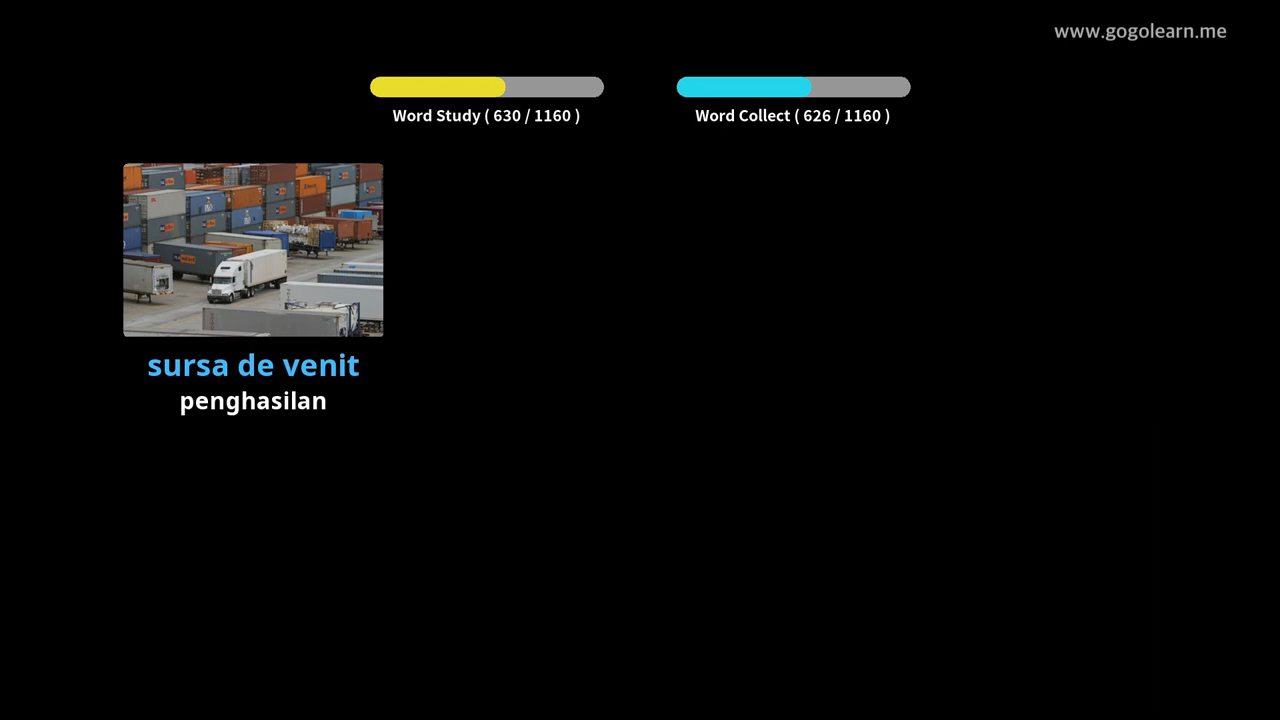 www.gogolearn.me
Word Study ( 630 / 1160 )
Word Collect ( 626 / 1160 )
sursa de venit
penghasilan